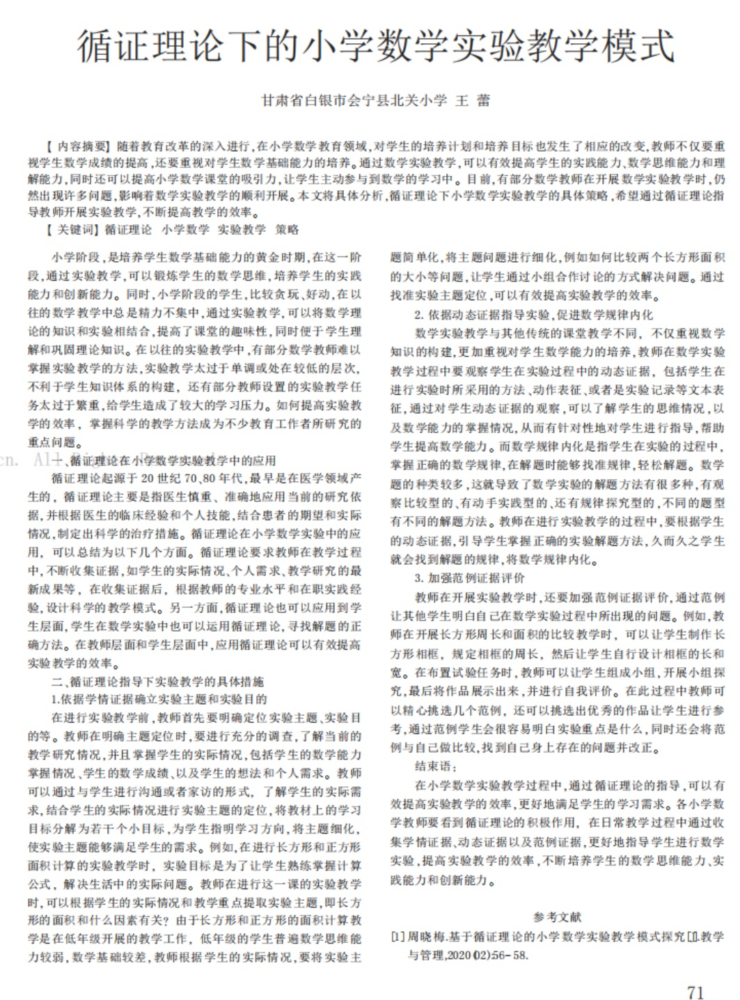 循证理论下的小学数学实验教学模式
甘肃省白银市会宁县北关小学 王 蕾
【 内容摘要】随着教育改革的深入进行,在小学数学教育领域,对学生的培养计划和培养目标也发生了相应的改变,教师不仅要重
视学生数学成绩的提高,还要重视对学生数学基础能力的培养。通过数学实验教学,可以有效提高学生的实践能力、数学思维能力和理
解能力,同时还可以提高小学数学课堂的吸引力,让学生主动参与到数学的学习中。目前,有部分数学教师在开展数学实验教学时,仍
然出现许多问题,影响着数学实验教学的顺利开展。本文将具体分析,循证理论下小学数学实验教学的具体策略,希望通过循证理论指
导教师开展实验教学,不断提高教学的效率。
【 关键词】循证理论 小学数学 实验教学 策略
小学阶段,是培养学生数学基础能力的黄金时期,在这一阶
段,通过实验教学,可以锻炼学生的数学思维,培养学生的实践
能力和创新能力。同时,小学阶段的学生,比较贪玩、好动,在以
往的数学教学中总是精力不集中,通过实验教学,可以将数学理
论的知识和实验相结合,提高了课堂的趣味性,同时便于学生理
解和巩固理论知识。在以往的实验教学中,有部分数学教师难以
掌握实验教学的方法,实验教学太过于单调或处在较低的层次,
不利于学生知识体系的构建，还有部分教师设置的实验教学任
务太过于繁重,给学生造成了较大的学习压力。如何提高实验教
学的效率，掌握科学的教学方法成为不少教育工作者所研究的
重点问题。
一、循证理论在小学数学实验教学中的应用
循证理论起源于 20 世纪 70、80 年代,最早是在医学领域产
生的，循证理论主要是指医生慎重、准确地应用当前的研究依
据,并根据医生的临床经验和个人技能,结合患者的期望和实际
情况,制定出科学的治疗措施。循证理论在小学数学实验中的应
用，可以总结为以下几个方面。循证理论要求教师在教学过程
中,不断收集证据,如学生的实际情况、个人需求、教学研究的最
新成果等，在收集证据后，根据教师的专业水平和在职实践经
验,设计科学的教学模式。另一方面,循证理论也可以应用到学
生层面,学生在数学实验中也可以运用循证理论,寻找解题的正
确方法。在教师层面和学生层面中,应用循证理论可以有效提高
实验教学的效率。
二、循证理论指导下实验教学的具体措施
1.依据学情证据确立实验主题和实验目的
在进行实验教学前,教师首先要明确定位实验主题、实验目
的等。教师在明确主题定位时,要进行充分的调查,了解当前的
教学研究情况,并且掌握学生的实际情况,包括学生的数学能力
掌握情况、学生的数学成绩、以及学生的想法和个人需求。教师
可以通过与学生进行沟通或者家访的形式，了解学生的实际需
求,结合学生的实际情况进行实验主题的定位,将教材上的学习
目标分解为若干个小目标,为学生指明学习方向,将主题细化,
使实验主题能够满足学生的需求。例如,在进行长方形和正方形
面积计算的实验教学时，实验目标是为了让学生熟练掌握计算
公式，解决生活中的实际问题。教师在进行这一课的实验教学
时,可以根据学生的实际情况和教学重点提取实验主题,即长方
形的面积和什么因素有关？由于长方形和正方形的面积计算教
学是在低年级开展的教学工作，低年级的学生普遍数学思维能
力较弱,数学基础较差,教师根据学生的实际情况,要将实验主
题简单化,将主题问题进行细化,例如如何比较两个长方形面积
的大小等问题,让学生通过小组合作讨论的方式解决问题。通过
找准实验主题定位,可以有效提高实验教学的效率。
2. 依据动态证据指导实验,促进数学规律内化
数学实验教学与其他传统的课堂教学不同，不仅重视数学
知识的构建,更加重视对学生数学能力的培养,教师在数学实验
教学过程中要观察学生在实验过程中的动态证据，包括学生在
进行实验时所采用的方法、动作表征、或者是实验记录等文本表
征,通过对学生动态证据的观察,可以了解学生的思维情况,以
及数学能力的掌握情况,从而有针对性地对学生进行指导,帮助
学生提高数学能力。而数学规律内化是指学生在实验的过程中,
掌握正确的数学规律,在解题时能够找准规律,轻松解题。数学
题的种类较多,这就导致了数学实验的解题方法有很多种,有观
察比较型的、有动手实践型的、还有规律探究型的,不同的题型
有不同的解题方法。教师在进行实验教学的过程中,要根据学生
的动态证据,引导学生掌握正确的实验解题方法,久而久之学生
就会找到解题的规律,将数学规律内化。
3. 加强范例证据评价
教师在开展实验教学时,还要加强范例证据评价,通过范例
让其他学生明白自己在数学实验过程中所出现的问题。例如,教
师在开展长方形周长和面积的比较教学时，可以让学生制作长
方形相框，规定相框的周长，然后让学生自行设计相框的长和
宽。在布置试验任务时,教师可以让学生组成小组,开展小组探
究,最后将作品展示出来,并进行自我评价。在此过程中教师可
以精心挑选几个范例，还可以挑选出优秀的作品让学生进行参
考,通过范例学生会很容易明白实验重点是什么,同时还会将范
例与自己做比较,找到自己身上存在的问题并改正。
结束语：
在小学数学实验教学过程中,通过循证理论的指导,可以有
效提高实验教学的效率,更好地满足学生的学习需求。各小学数
学教师要看到循证理论的积极作用，在日常教学过程中通过收
集学情证据、动态证据以及范例证据,更好地指导学生进行数学
实验,提高实验教学的效率,不断培养学生的数学思维能力、实
践能力和创新能力。
参考文献
[1]周晓梅.基于循证理论的小学数学实验教学模式探究[J].教学
与管理,2020(02):56-58.
71